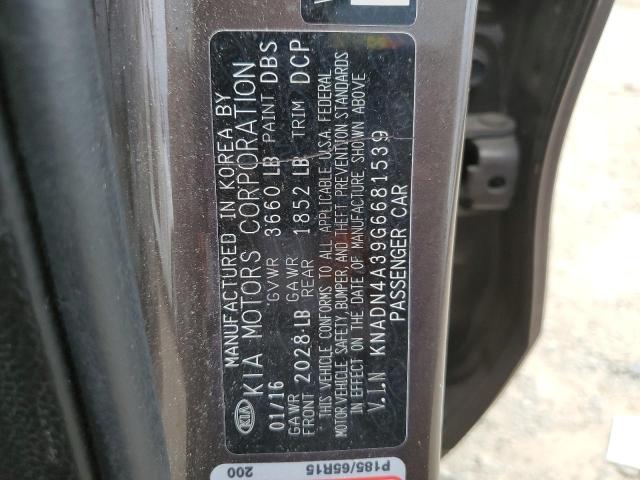 MANUFACTURED IN KOREA BY
KIA KIA MOTORS CORPORATION
01/16 GVWR 3660 LB PAINT DBS
GAWR FRONT 2028 LB GAWR REAR 1852 LB TRIM DCP
THIS VEHICLE CONFORMS TO ALL APPLICABLE U.S.A. FEDERAL
MOTOR VEHICLE SAFETY, BUMPER, AND THEFT PREVENTION STANDARDS
IN EFFECT ON THE DATE OF MANUFACTURE SHOWN ABOVE
V.I.N KNADN4A39G6681539
PASSENGER CAR
P185/65R15
200